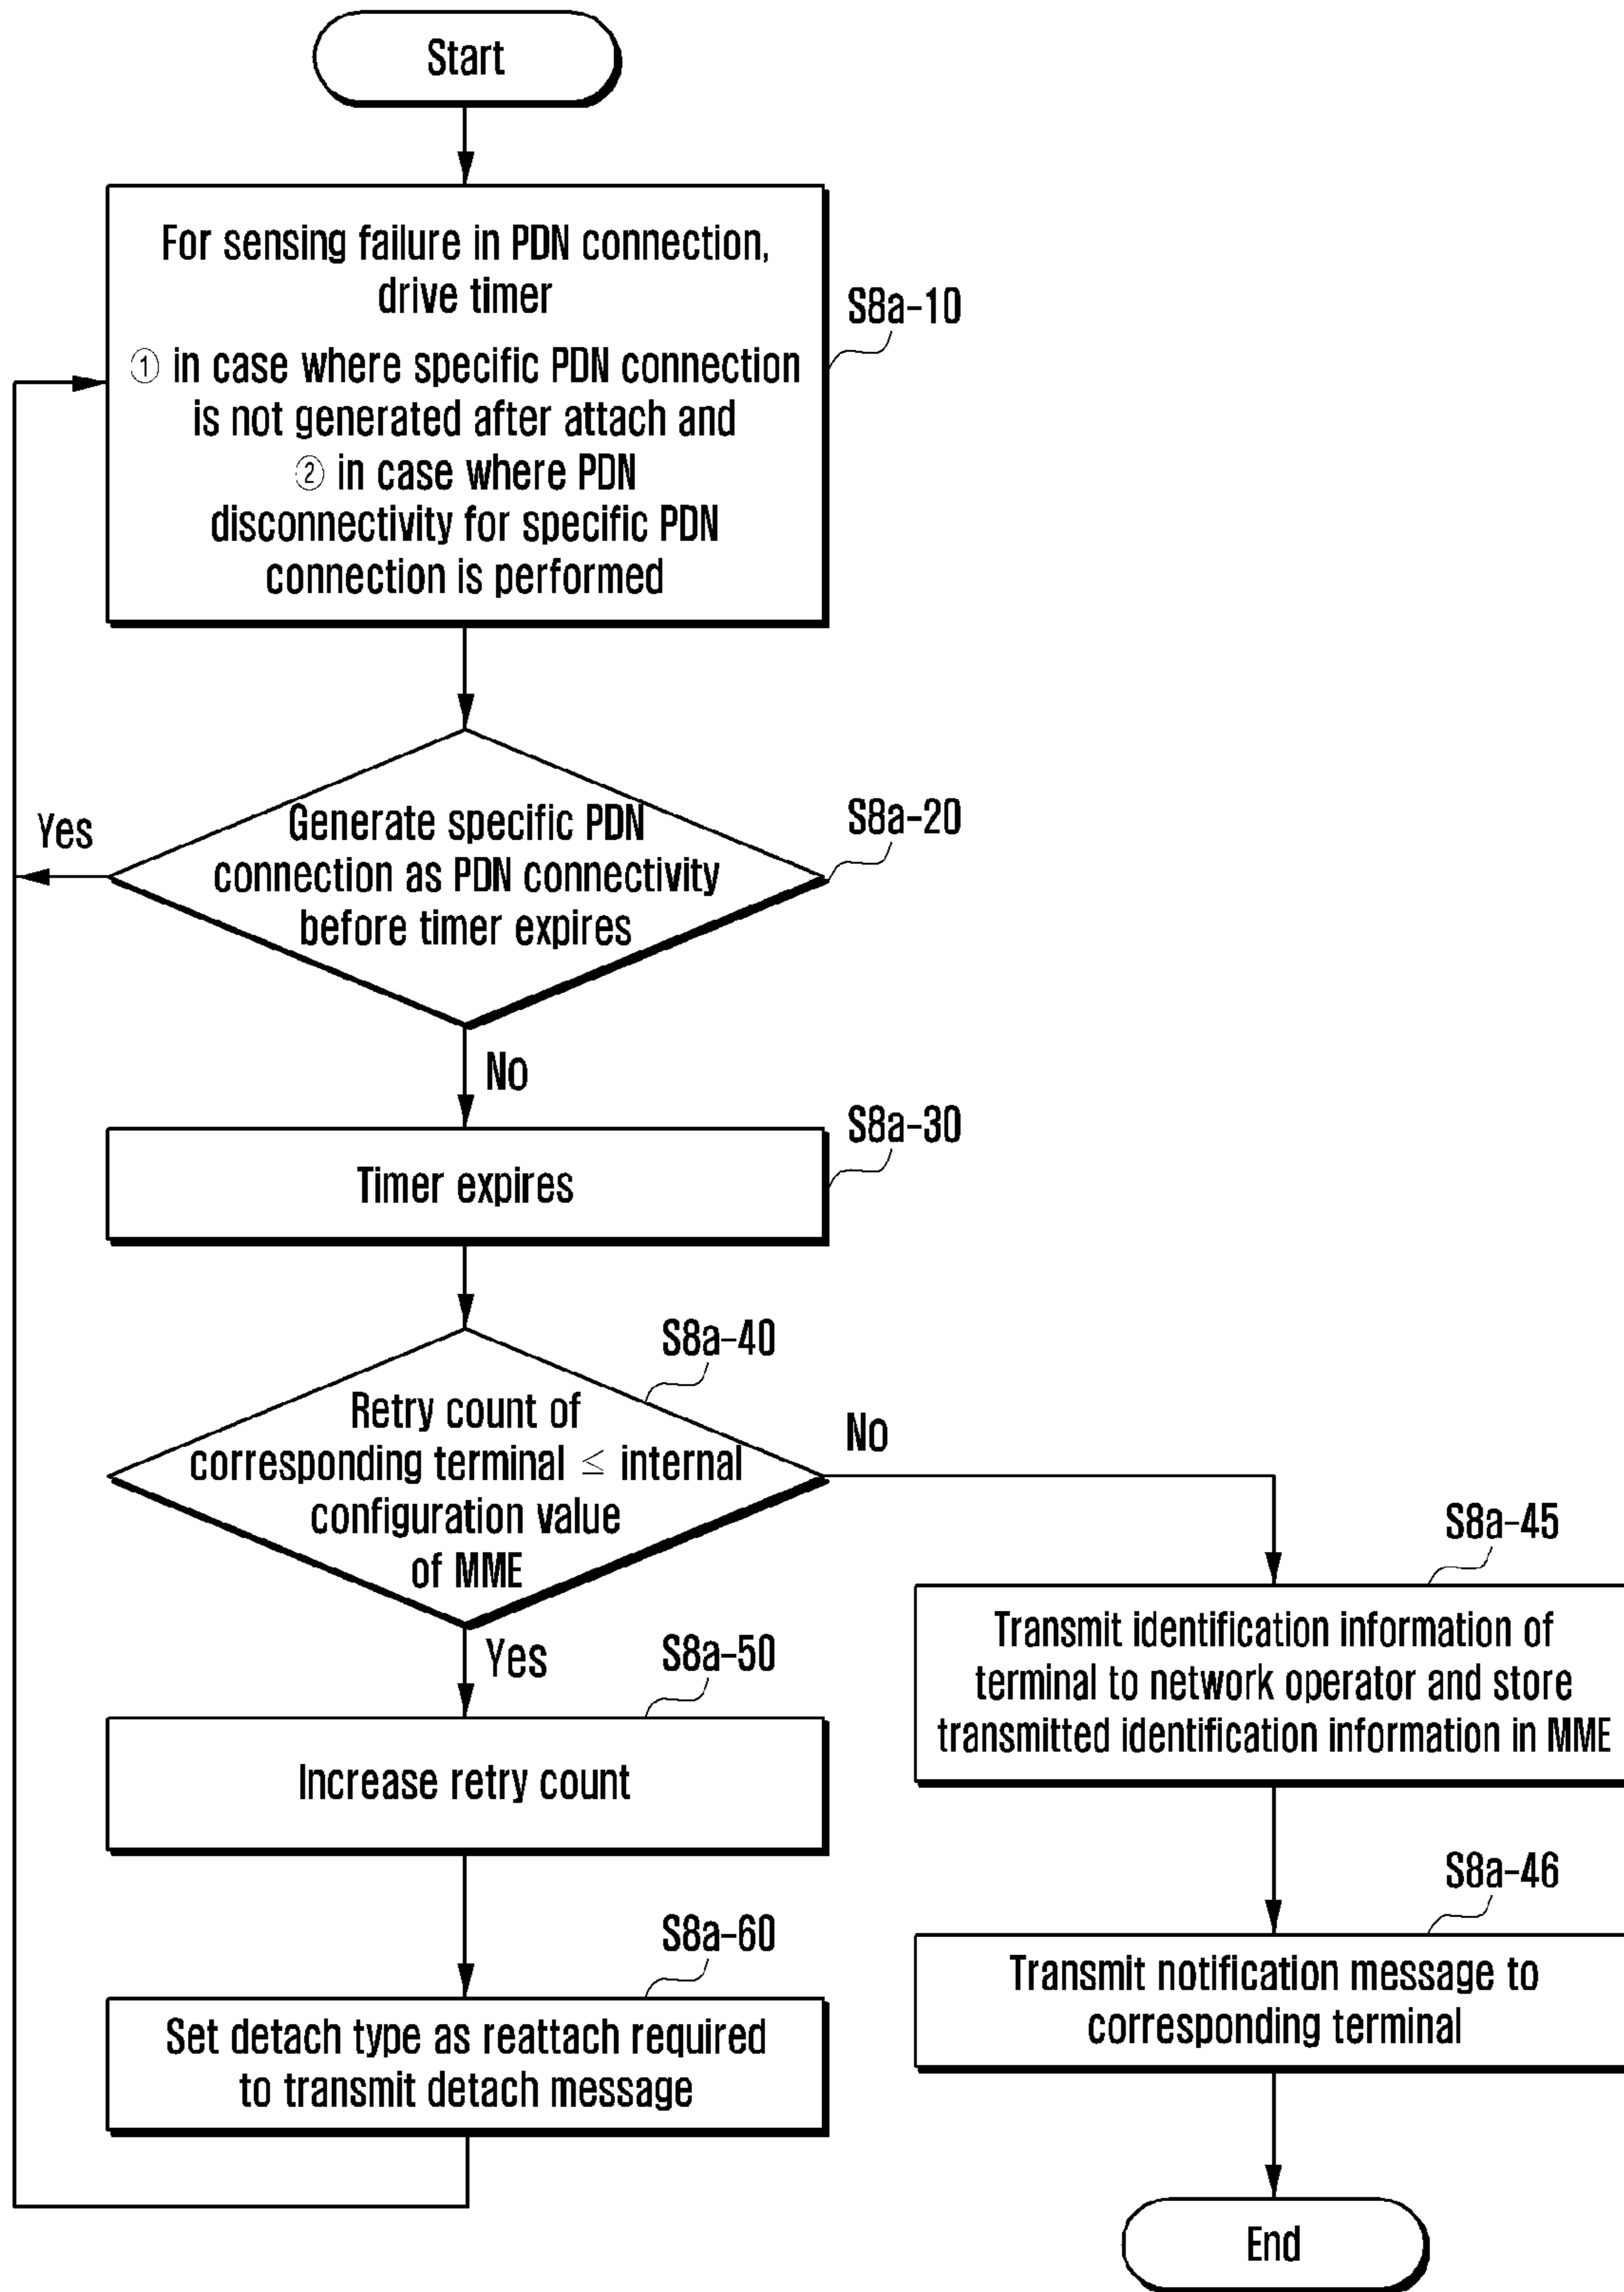 Start
For sensing failure in PDN connection,
drive timer
① in case where specific PDN connection
is not generated after attach and
② in case where PDN
disconnectivity for specific PDN
connection is performed
S8a-10
Yes
Generate specific PDN
connection as PDN connectivity
before timer expires
S8a-20
No
Timer expires
S8a-30
S8a-40
Retry count of
corresponding terminal ≤ internal
configuration value
of MME
No
Yes
S8a-50
Increase retry count
S8a-60
Set detach type as reattach required
to transmit detach message
S8a-45
Transmit identification information of
terminal to network operator and store
transmitted identification information in MME
S8a-46
Transmit notification message to
corresponding terminal
End